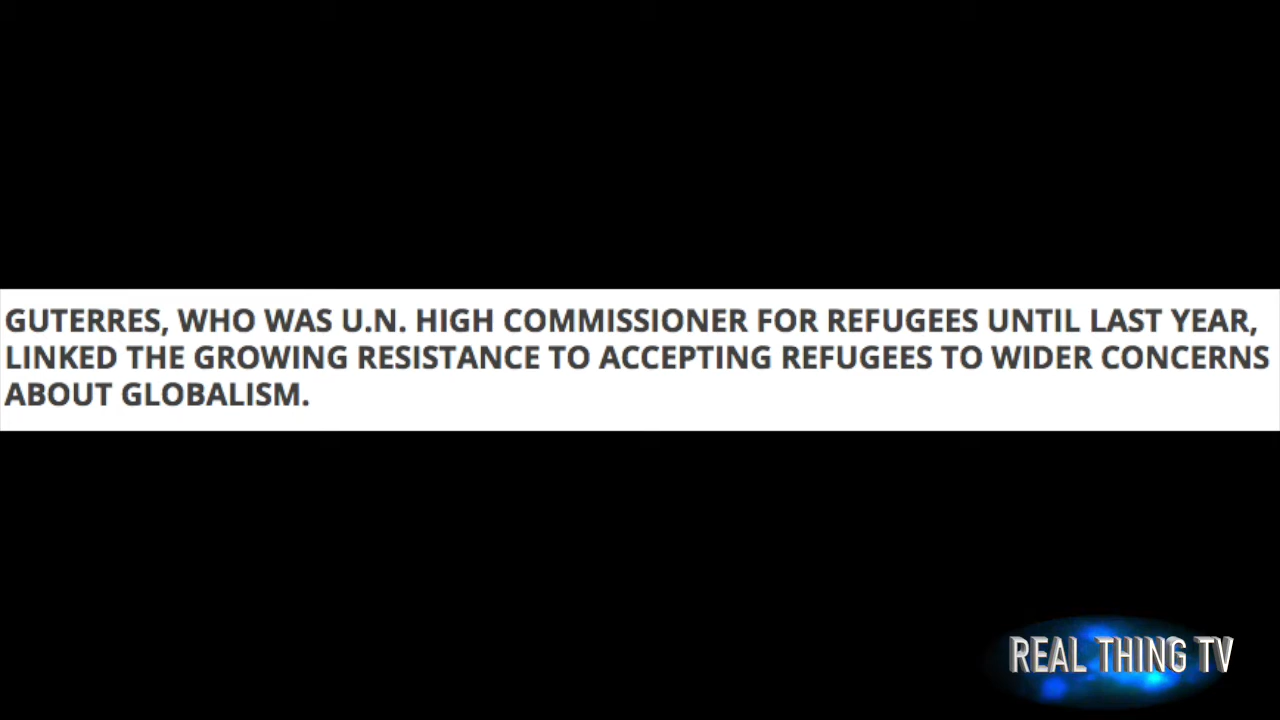 GUTERRES, WHO WAS U.N. HIGH COMMISSIONER FOR REFUGEES UNTIL LAST YEAR,
LINKED THE GROWING RESISTANCE TO ACCEPTING REFUGEES TO WIDER CONCERNS
ABOUT GLOBALISM.
REAL THING TV